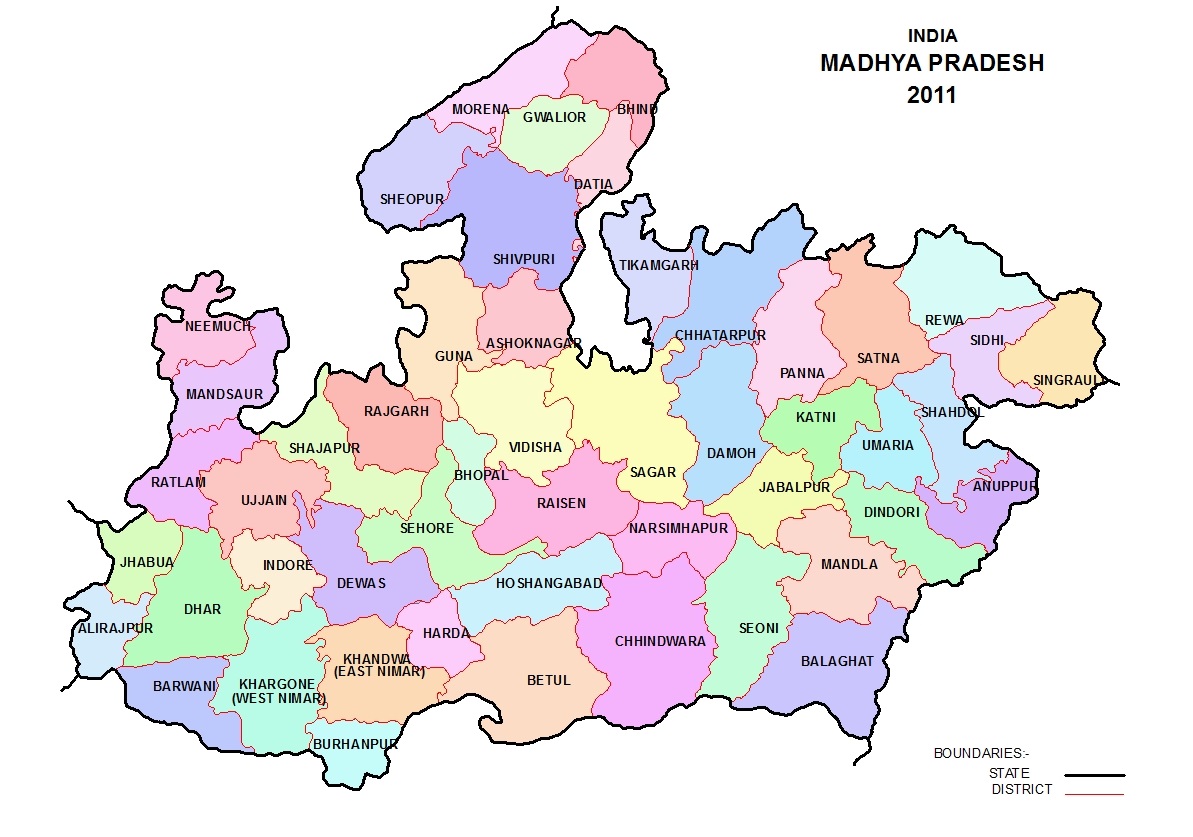 INDIA
MADHYA PRADESH
2011
MORENA
BHIND
GWALIOR
DATIA
SHEOPUR
SHIVPURI
TIKAMGARH
NEEMUCH
REWA
CHHATARPUR
SIDHI
ASHOKNAGAR
GUNA
SATNA
PANNA
SINGRAULI
MANDSAUR
RAJGARH
SHAHDOL
KATNI
UMARIA
SHAJAPUR
VIDISHA
DAMOH
SAGAR
BHOPAL
RATLAM
JABALPUR
ANUPPUR
UJJAIN
RAISEN
DINDORI
SEHORE
NARSIMHAPUR
JHABUA
INDORE
MANDLA
DEWAS
HOSHANGABAD
DHAR
ALIRAJPUR
SEONI
HARDA
CHHINDWARA
KHANDWA
(EAST NIMAR)
BALAGHAT
BETUL
BARWANI
KHARGONE
(WEST NIMAR)
BURHANPUR
BOUNDARIES:-
STATE
DISTRICT